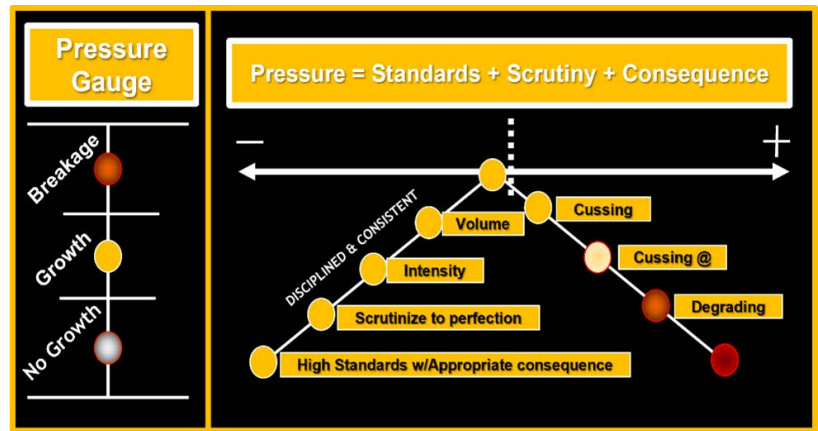 Pressure
Gauge
Breakage
Growth
No Growth
Pressure = Standards + Scrutiny + Consequence
−
+
DISCIPLINED & CONSISTENT
Volume
Intensity
Scrutinize to perfection
High Standards w/Appropriate consequence
Cussing
Cussing @
Degrading